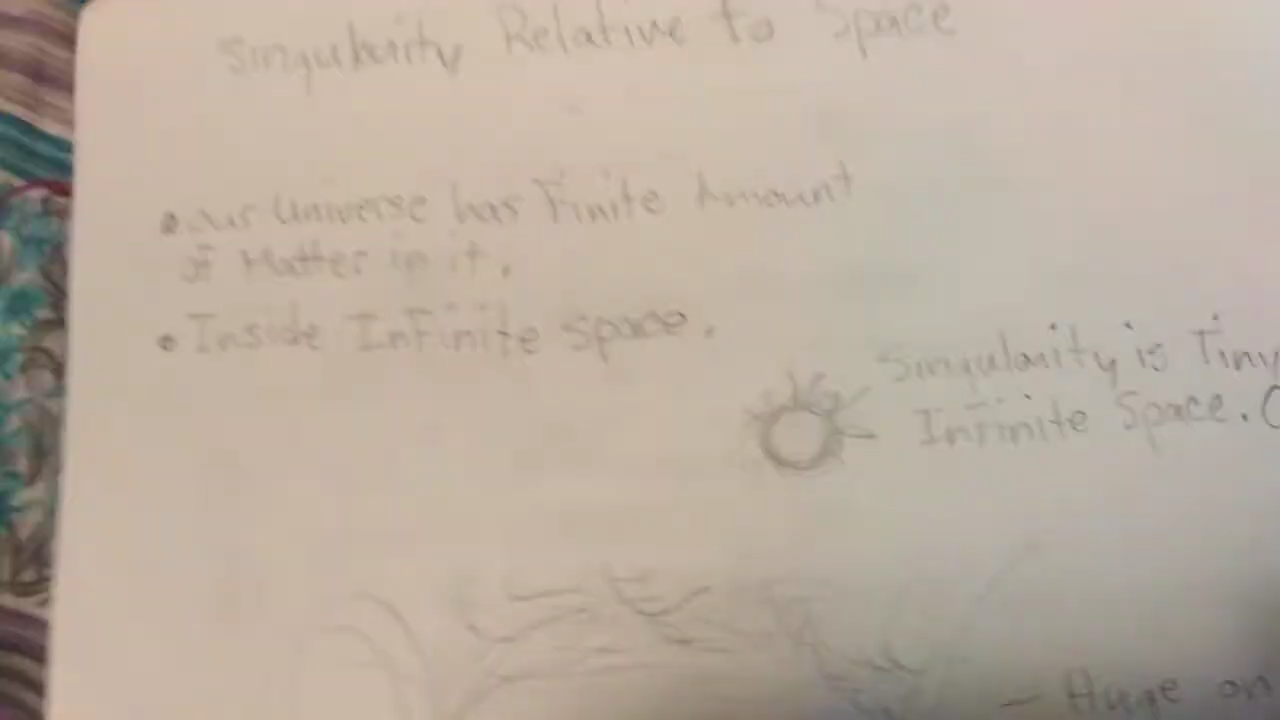 Singularity Relative to Space
• Our Universe has Finite Amount
of Matter in it.
• Inside Infinite Space.
Singularity is Tiny
Infinite Space.
— Huge on